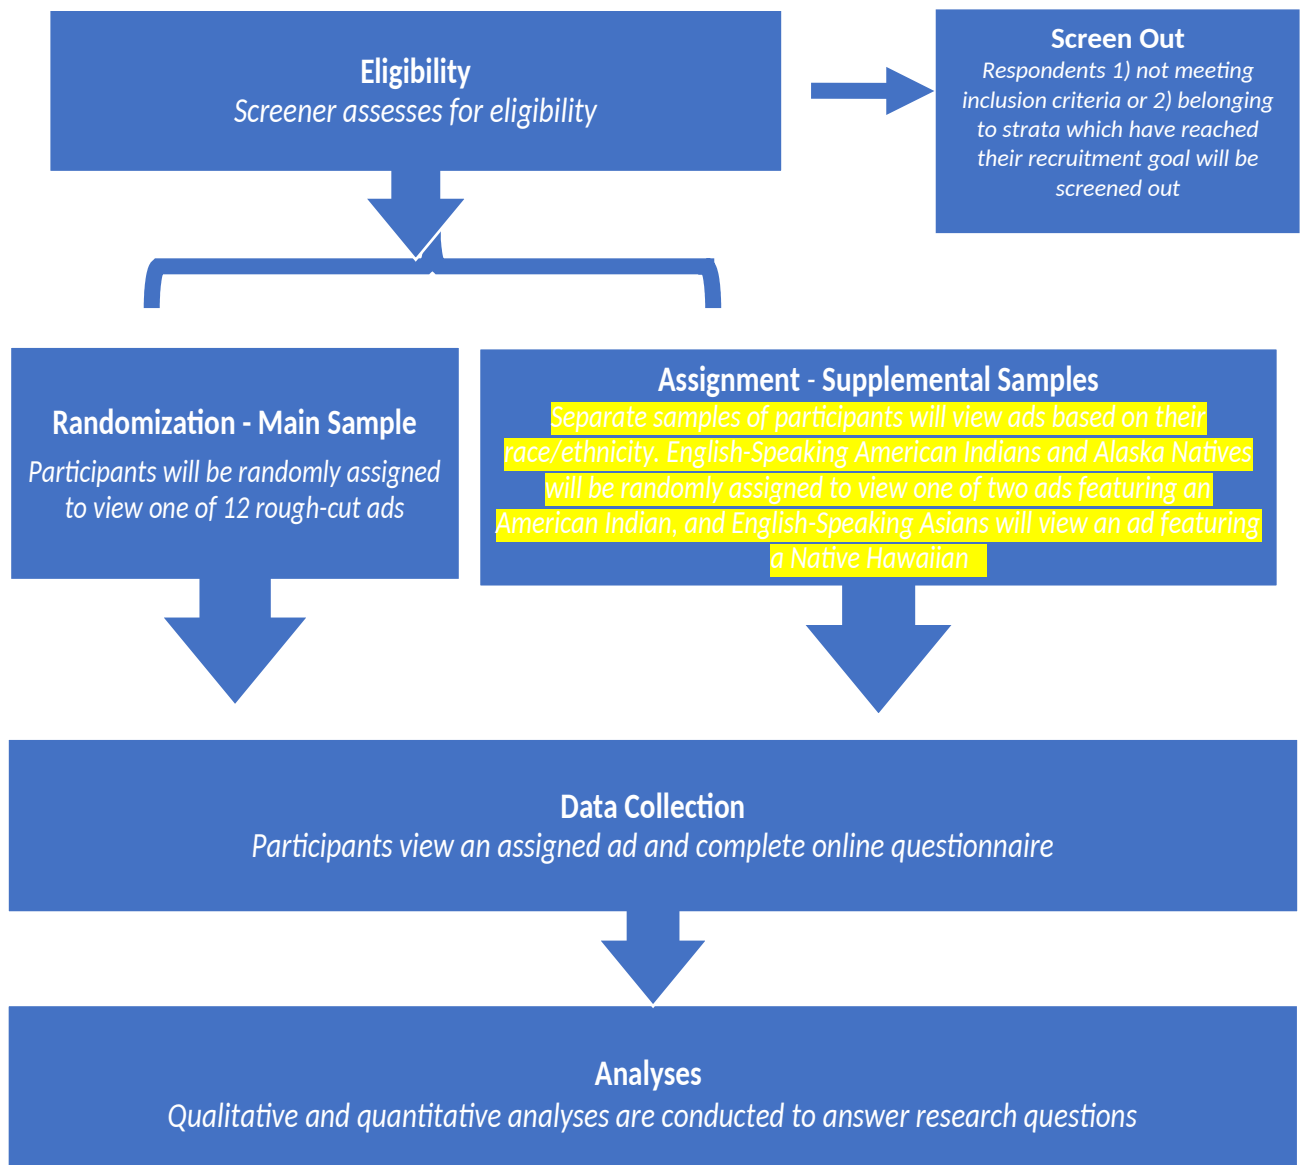 Eligibility
Screener assesses for eligibility
Screen Out
Respondents 1) not meeting
inclusion criteria or 2) belonging
to strata which have reached
their recruitment goal will be
screened out
Randomization - Main Sample
Participants will be randomly assigned
to view one of 12 rough-cut ads
Assignment - Supplemental Samples
Separate samples of participants will view ads based on their
race/ethnicity. English-Speaking American Indians and Alaska Natives
will be randomly assigned to view one of two ads featuring an
American Indian, and English-Speaking Asians will view an ad featuring
a Native Hawaiian
Data Collection
Participants view an assigned ad and complete online questionnaire
Analyses
Qualitative and quantitative analyses are conducted to answer research questions